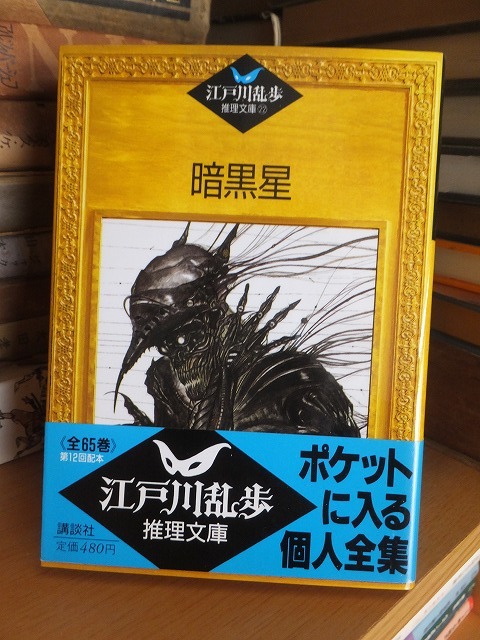 江戸川乱歩
推理文庫㉒
暗黒星
《全65巻》
第12回配本
江戸川乱歩
推理文庫
講談社
定価480円
ポケット
に入る
個人全集